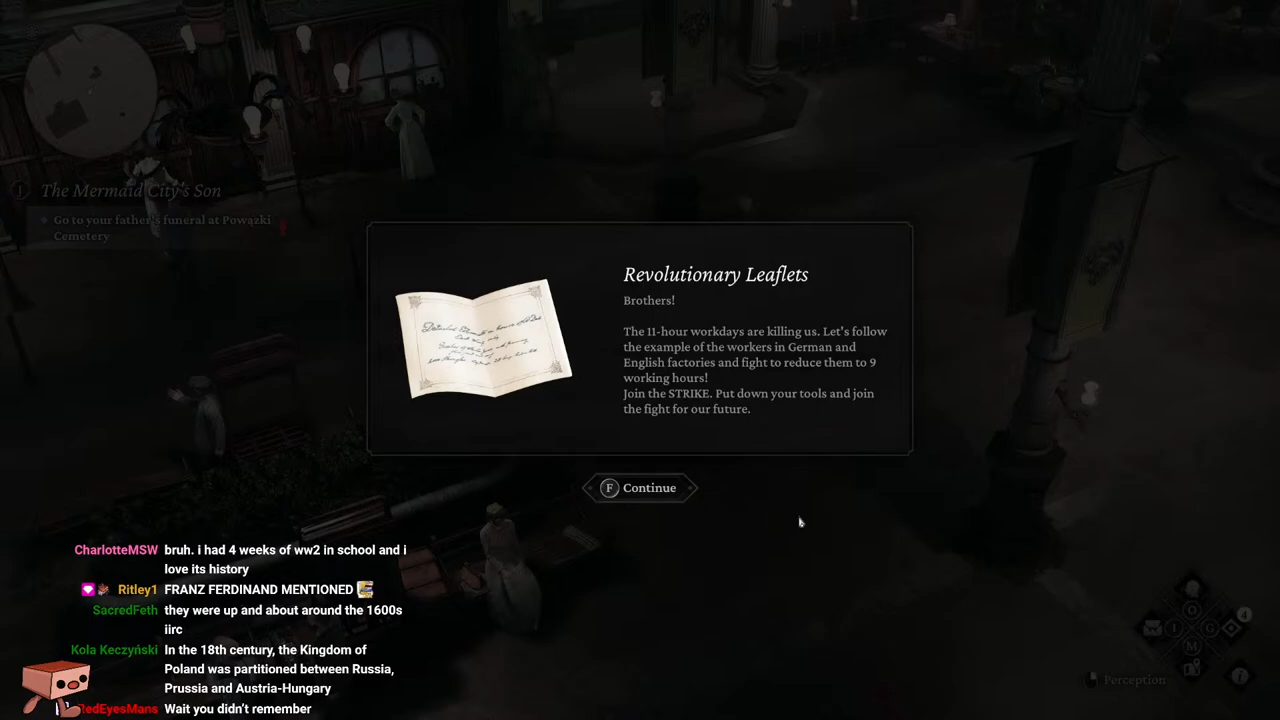 The Mermaid City's Son
Go to your father's funeral at Powązki
Cemetery
Revolutionary Leaflets
Brothers!
The 11-hour workdays are killing us. Let's follow
the example of the workers in German and
English factories and fight to reduce them to 9
working hours!
Join the STRIKE. Put down your tools and join
the fight for our future.
F Continue
CharlotteMSW bruh. i had 4 weeks of ww2 in school and i
love its history
Ritley1 FRANZ FERDINAND MENTIONED
SacredFeth they were up and about around the 1600s
iirc
Kola Keczyński In the 18th century, the Kingdom of
Poland was partitioned between Russia,
Prussia and Austria-Hungary
RedEyesMans Wait you didn't remember
J
O
I
G
M
4
Perception